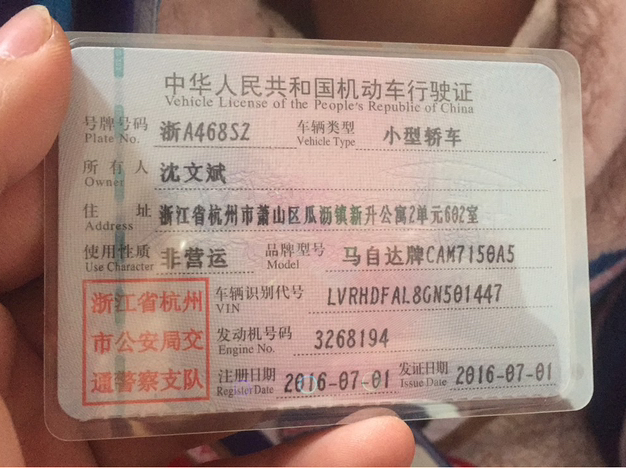 中华人民共和国机动车行驶证
Vehicle License of the People's Republic of China
号牌号码 浙A468SZ 车辆类型 小型轿车
Plate No. Vehicle Type
所有人 沈文斌
Owner
住址 浙江省杭州市萧山区瓜沥镇新升公寓2单元602室
Address
使用性质 非营运 品牌型号 马自达牌CAM7150A5
Use Character Model
浙江省杭州 车辆识别代号 LVRHDFAL8GN501447
VIN
市公安局交 发动机号码 3268194
Engine No.
通警察支队 注册日期 2016-07-01 发证日期 2016-07-01
Register Date Issue Date